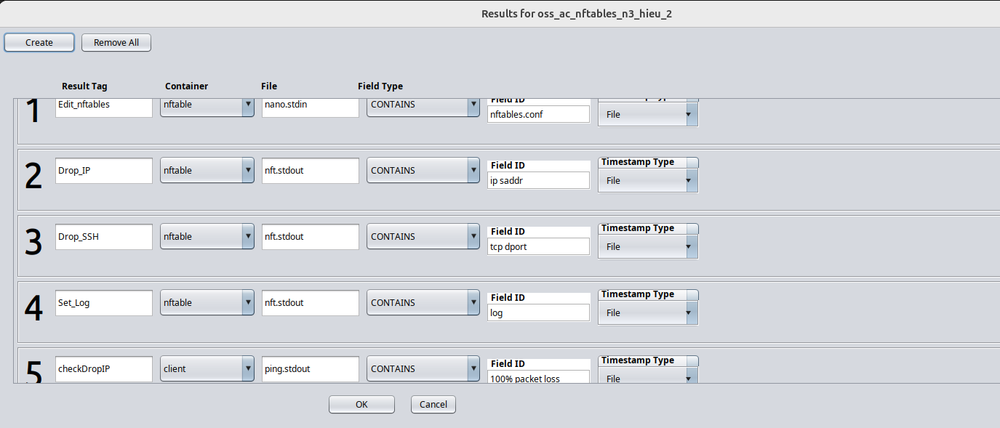 Results for oss_ac_nftables_n3_hieu_2
Create Remove All
Result Tag Container File Field Type
1 Edit_nftables nftable nano.stdin CONTAINS Field ID nftables.conf File
2 Drop_IP nftable nft.stdout CONTAINS Field ID ip saddr Timestamp Type File
3 Drop_SSH nftable nft.stdout CONTAINS Field ID tcp dport Timestamp Type File
4 Set_Log nftable nft.stdout CONTAINS Field ID log Timestamp Type File
5 checkDropIP client ping.stdout CONTAINS Field ID 100% packet loss Timestamp Type File
OK Cancel